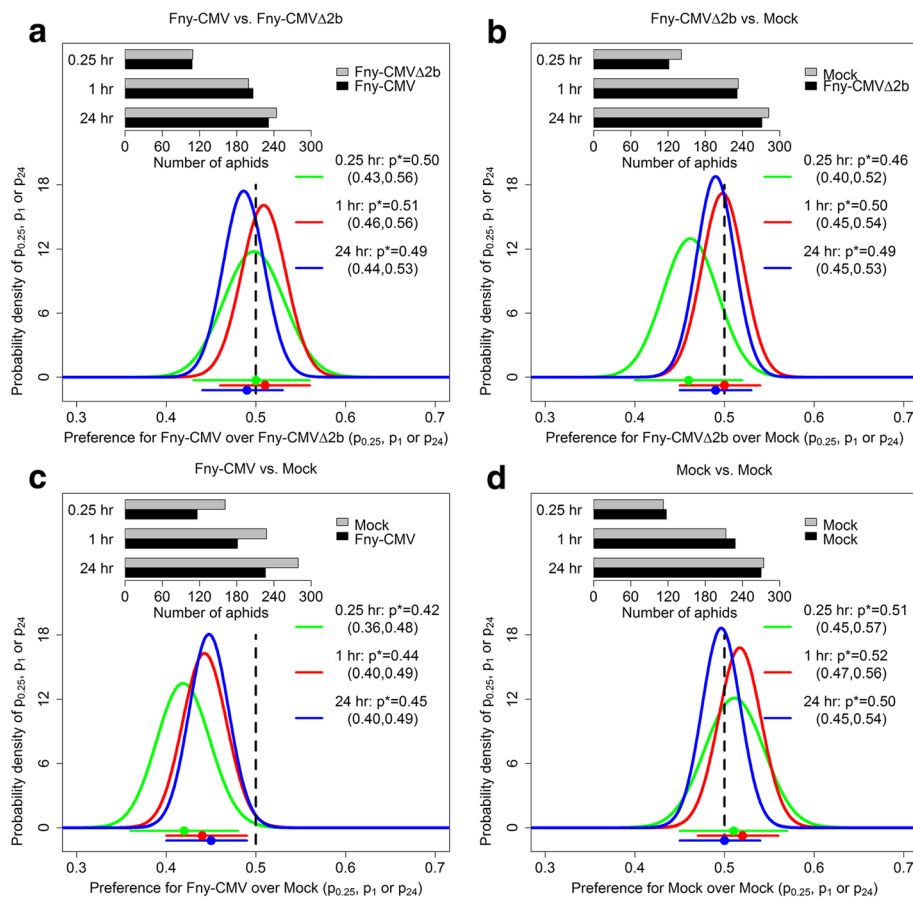 a
Fny-CMV vs. Fny-CMVΔ2b
0.25 hr
1 hr
24 hr
Fny-CMVΔ2b
Fny-CMV
0 60 120 180 240 300
Number of aphids
0.25 hr: p*=0.50
(0.43,0.56)
1 hr: p*=0.51
(0.46,0.56)
24 hr: p*=0.49
(0.44,0.53)
Probability density of p0.25, p1 or p24
18
12
6
0
0.3 0.4 0.5 0.6 0.7
Preference for Fny-CMV over Fny-CMVΔ2b (p0.25, p1 or p24)
b
Fny-CMVΔ2b vs. Mock
0.25 hr
1 hr
24 hr
Mock
Fny-CMVΔ2b
0 60 120 180 240 300
Number of aphids
0.25 hr: p*=0.46
(0.40,0.52)
1 hr: p*=0.50
(0.45,0.54)
24 hr: p*=0.49
(0.45,0.53)
Probability density of p0.25, p1 or p24
18
12
6
0
0.3 0.4 0.5 0.6 0.7
Preference for Fny-CMVΔ2b over Mock (p0.25, p1 or p24)
c
Fny-CMV vs. Mock
0.25 hr
1 hr
24 hr
Mock
Fny-CMV
0 60 120 180 240 300
Number of aphids
0.25 hr: p*=0.42
(0.36,0.48)
1 hr: p*=0.44
(0.40,0.49)
24 hr: p*=0.45
(0.40,0.49)
Probability density of p0.25, p1 or p24
18
12
6
0
0.3 0.4 0.5 0.6 0.7
Preference for Fny-CMV over Mock (p0.25, p1 or p24)
d
Mock vs. Mock
0.25 hr
1 hr
24 hr
Mock
Mock
0 60 120 180 240 300
Number of aphids
0.25 hr: p*=0.51
(0.45,0.57)
1 hr: p*=0.52
(0.47,0.56)
24 hr: p*=0.50
(0.45,0.54)
Probability density of p0.25, p1 or p24
18
12
6
0
0.3 0.4 0.5 0.6 0.7
Preference for Mock over Mock (p0.25, p1 or p24)